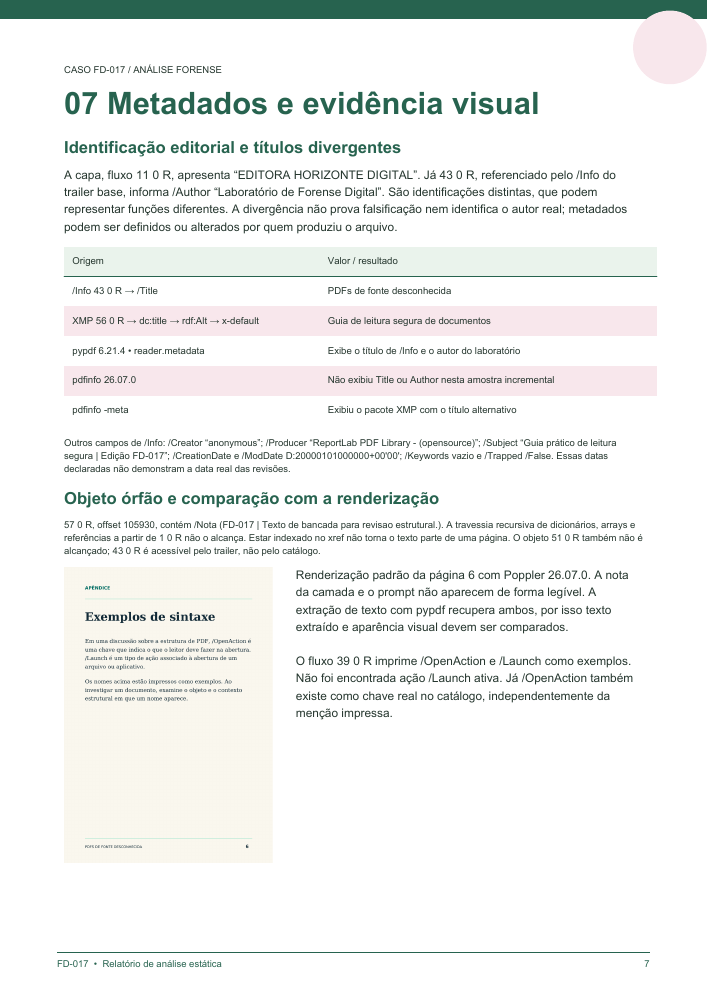 CASO FD-017 / ANÁLISE FORENSE
07 Metadados e evidência visual
Identificação editorial e títulos divergentes
A capa, fluxo 11 0 R, apresenta “EDITORA HORIZONTE DIGITAL”. Já 43 0 R, referenciado pelo /Info do
trailer base, informa /Author “Laboratório de Forense Digital”. São identificações distintas, que podem
representar funções diferentes. A divergência não prova falsificação nem identifica o autor real; metadados
podem ser definidos ou alterados por quem produziu o arquivo.
Origem Valor / resultado
/Info 43 0 R → /Title PDFs de fonte desconhecida
XMP 56 0 R → dc:title → rdf:Alt → x-default Guia de leitura segura de documentos
pypdf 6.21.4 • reader.metadata Exibe o título de /Info e o autor do laboratório
pdfinfo 26.07.0 Não exibiu Title ou Author nesta amostra incremental
pdfinfo -meta Exibiu o pacote XMP com o título alternativo
Outros campos de /Info: /Creator “anonymous”; /Producer “ReportLab PDF Library - (opensource)”; /Subject “Guia prático de leitura
segura | Edição FD-017”; /CreationDate e /ModDate D:20000101000000+00'00'; /Keywords vazio e /Trapped /False. Essas datas
declaradas não demonstram a data real das revisões.
Objeto órfão e comparação com a renderização
57 0 R, offset 105930, contém /Nota (FD-017 | Texto de bancada para revisao estrutural.). A travessia recursiva de dicionários, arrays e
referências a partir de 1 0 R não o alcança. Estar indexado no xref não torna o texto parte de uma página. O objeto 51 0 R também não é
alcançado; 43 0 R é acessível pelo trailer, não pelo catálogo.
APÊNDICE
Exemplos de sintaxe
Em uma discussão sobre a estrutura de PDF, /OpenAction é
uma chave que indica o que o leitor deve fazer na abertura.
/Launch é um tipo de ação associado à abertura de um
arquivo ou aplicativo.
Os nomes acima estão impressos como exemplos. Ao
investigar um documento, examine o objeto e o contexto
estrutural em que um nome aparece.
PDFS DE FONTE DESCONHECIDA 6
Renderização padrão da página 6 com Poppler 26.07.0. A nota
da camada e o prompt não aparecem de forma legível. A
extração de texto com pypdf recupera ambos, por isso texto
extraído e aparência visual devem ser comparados.
O fluxo 39 0 R imprime /OpenAction e /Launch como exemplos.
Não foi encontrada ação /Launch ativa. Já /OpenAction também
existe como chave real no catálogo, independentemente da
menção impressa.
FD-017 • Relatório de análise estática 7